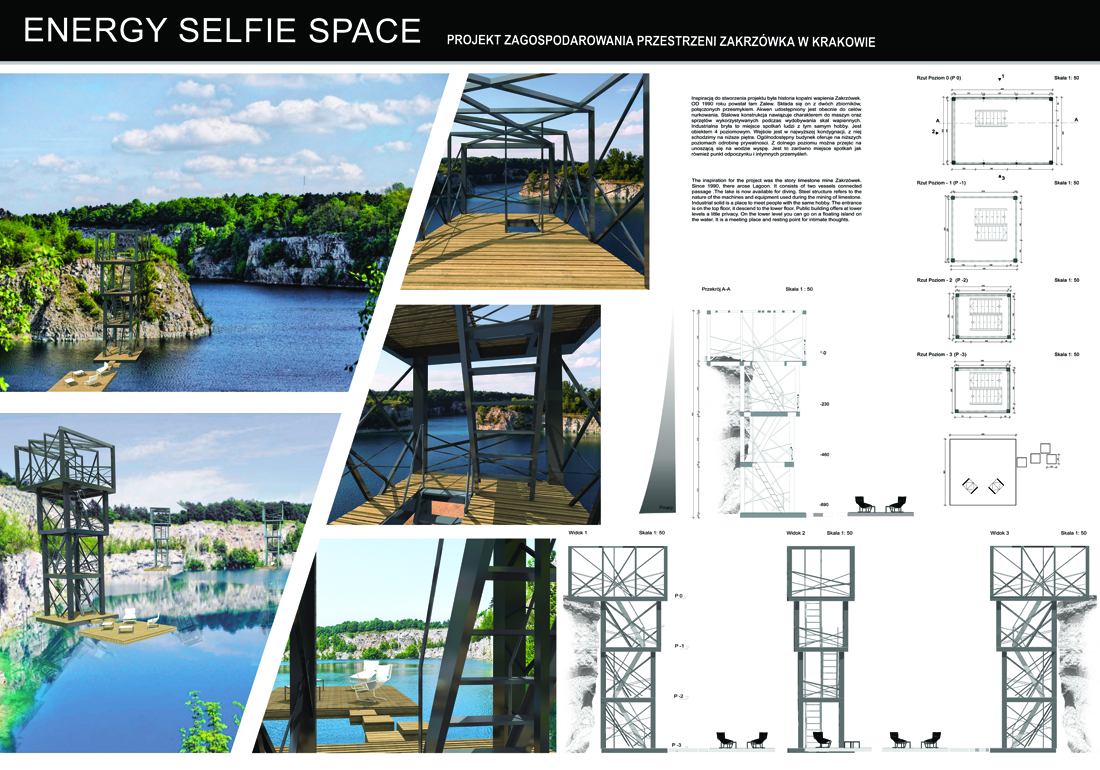 ENERGY SELFIE SPACE
PROJEKT ZAGOSPODAROWANIA PRZESTRZENI ZAKRZÓWKA W KRAKOWIE
Inspiracją do stworzenia projektu była historia kopalni wapienia Zakrzówek.
OD 1990 roku powstał tam Zalew. Składa się on z dwóch zbiorników,
połączonych przesmykiem. Akwen udostępniony jest obecnie do celów
nurkowania. Stalowa konstrukcja nawiązuje charakterem do maszyn oraz
sprzętów wykorzystywanych podczas wydobywania skał wapiennych.
Industrialna bryła to miejsce spotkań ludzi z tym samym hobby. Jest
obiektem 4 poziomowym. Wejście jest w najwyższej kondygnacji, z niej
schodzimy na niższe piętra. Ogólnodostępny budynek oferuje na niższych
poziomach odrobinę prywatności. Z dolnego poziomu można przejść na
unoszącą się na wodzie wyspę. Jest to zarówno miejsce spotkań jak
również punkt odpoczynku i intymnych przemyśleń.
The inspiration for the project was the story limestone mine Zakrzówek.
Since 1990, there arose Lagoon. It consists of two vessels connected
passage .The lake is now available for diving. Steel structure refers to the
nature of the machines and equipment used during the mining of limestone.
Industrial solid is a place to meet people with the same hobby. The entrance
is on the top floor, it descend to the lower floor. Public building offers at lower
levels a little privacy. On the lower level you can go on a floating island on
the water. It is a meeting place and resting point for intimate thoughts.
Rzut Poziom 0 (P 0) Skala 1: 50
1
A A
2
3
Rzut Poziom - 1 (P -1) Skala 1: 50
Rzut Poziom - 2 (P -2) Skala 1: 50
Rzut Poziom - 3 (P -3) Skala 1: 50
Przekrój A-A Skala 1 : 50
-0
-230
-460
-690
Widok 1 Skala 1: 50
Widok 2 Skala 1: 50
Widok 3 Skala 1: 50
P 0
P -1
P -2
P -3